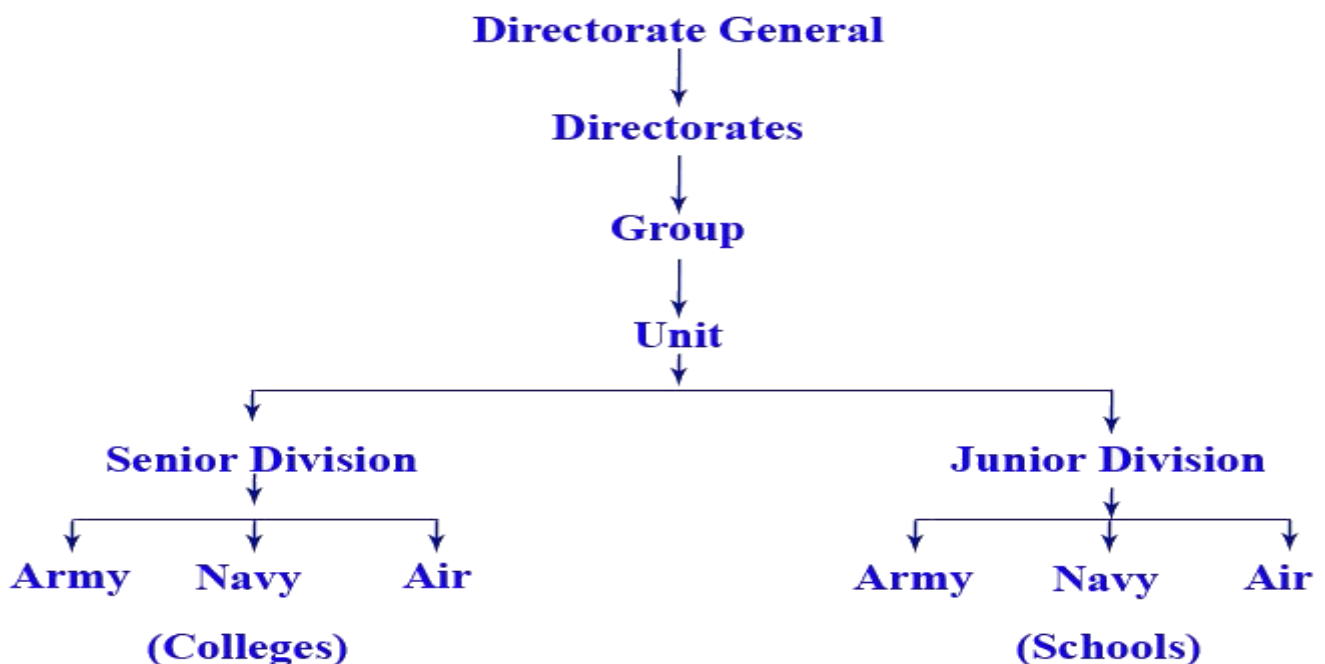 Directorate General
Directorates
Group
Unit
Senior Division Junior Division
Army Navy Air Army Navy Air
(Colleges) (Schools)